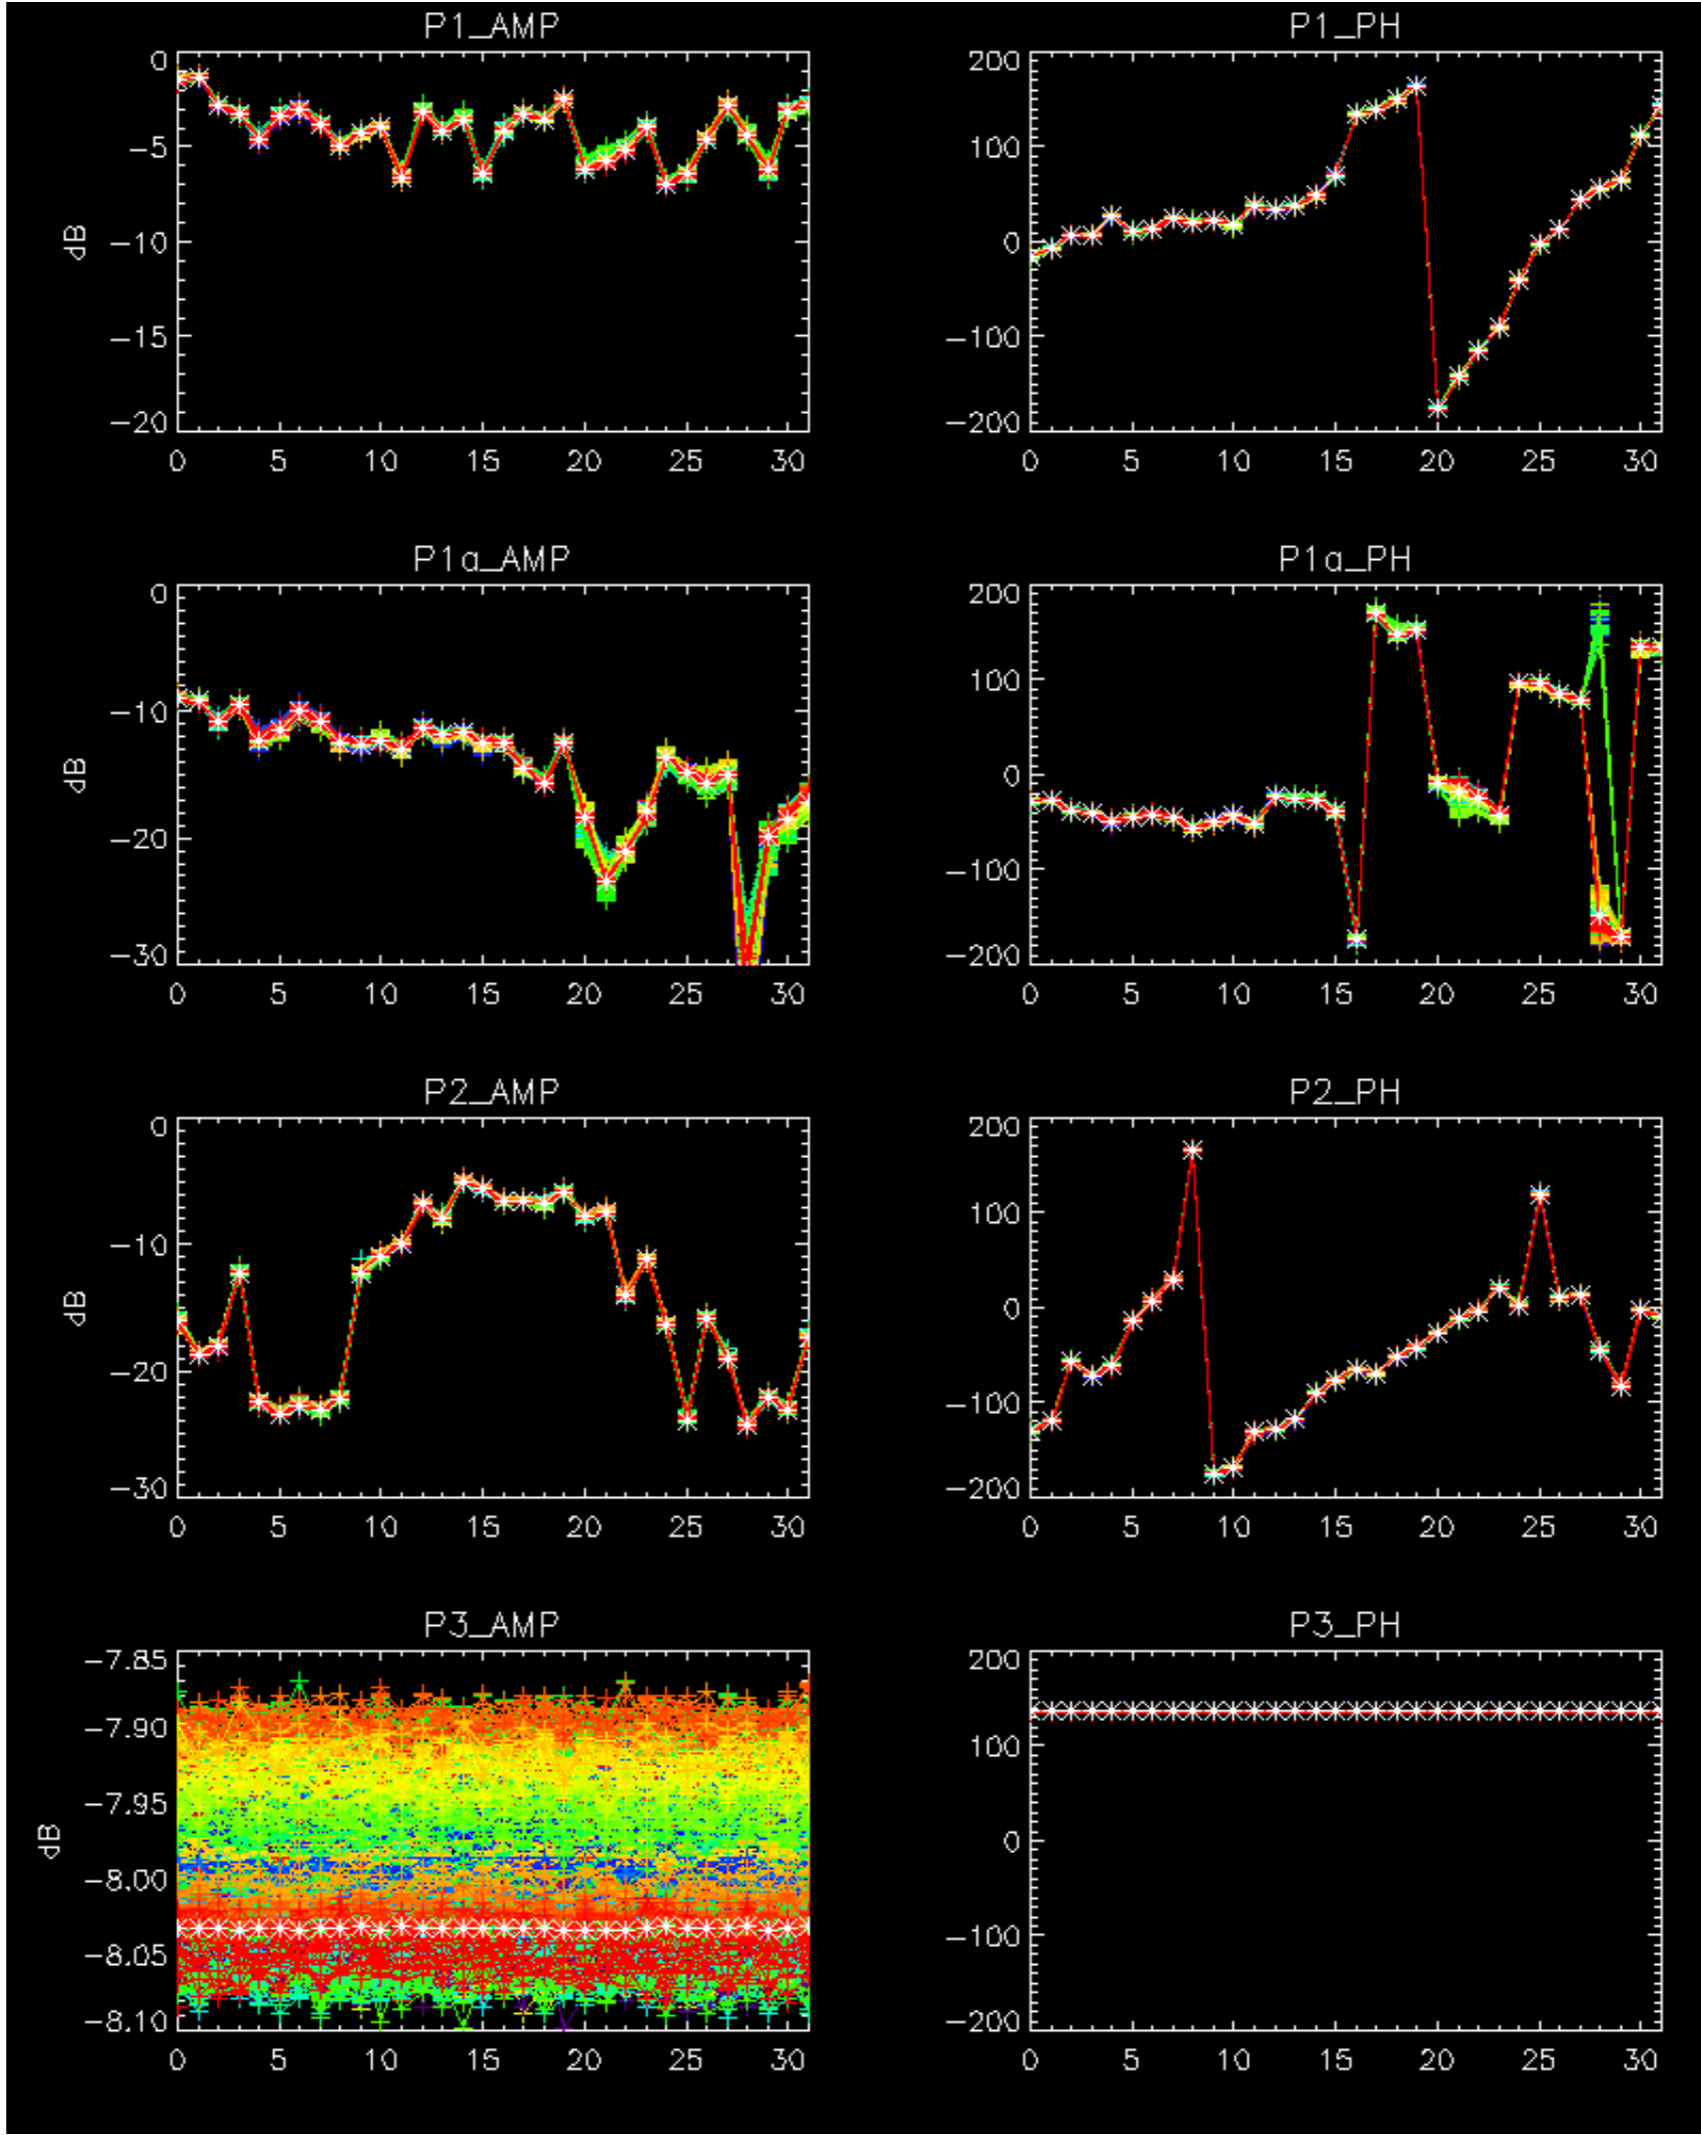 P1_AMP P1_PH
0 200
-5 100
dB -10 0
-15 -100
-20 -200
0 5 10 15 20 25 30 0 5 10 15 20 25 30
P1a_AMP P1a_PH
0 200
-10 100
dB 0
-20 -100
-30 -200
0 5 10 15 20 25 30 0 5 10 15 20 25 30
P2_AMP P2_PH
0 200
-10 100
dB 0
-20 -100
-30 -200
0 5 10 15 20 25 30 0 5 10 15 20 25 30
P3_AMP P3_PH
-7.85 200
-7.90 100
-7.95
dB 0
-8.00
-8.05 -100
-8.10 -200
0 5 10 15 20 25 30 0 5 10 15 20 25 30